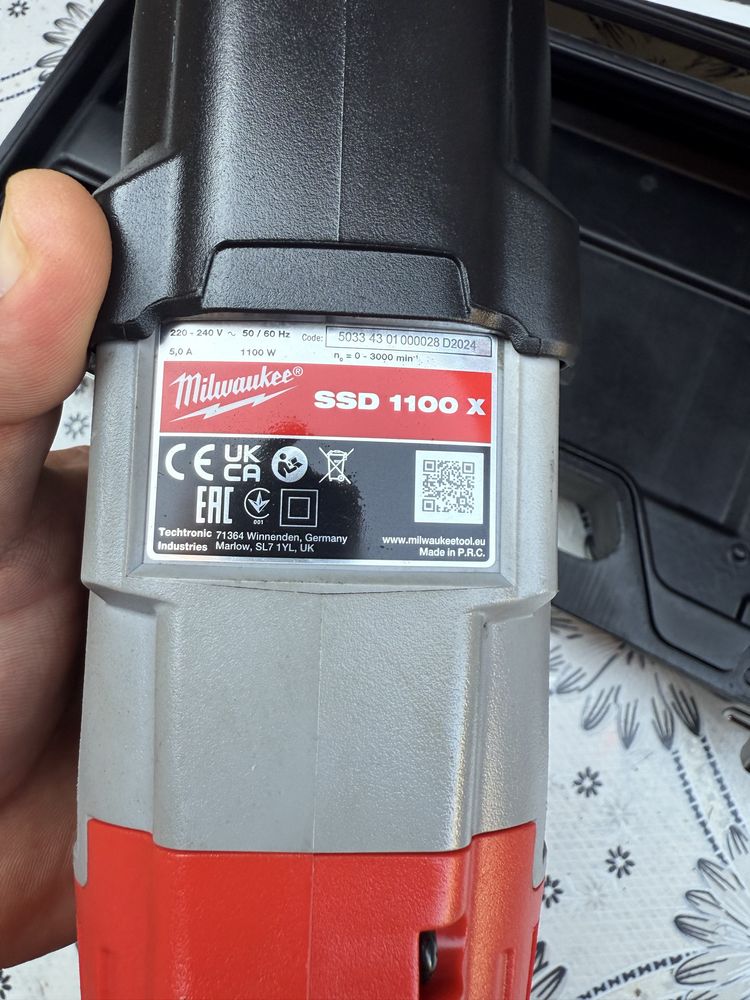 220 - 240 V ~ 50 / 60 Hz Code: 5033 43 01 000028 D2024
5,0 A 1100 W n₀ = 0 - 3000 min⁻¹
Milwaukee® SSD 1100 X
CE UK CA
EAC 001
Techtronic 71364 Winnenden, Germany www.milwaukeetool.eu
Industries Marlow, SL7 1YL, UK Made in P.R.C.